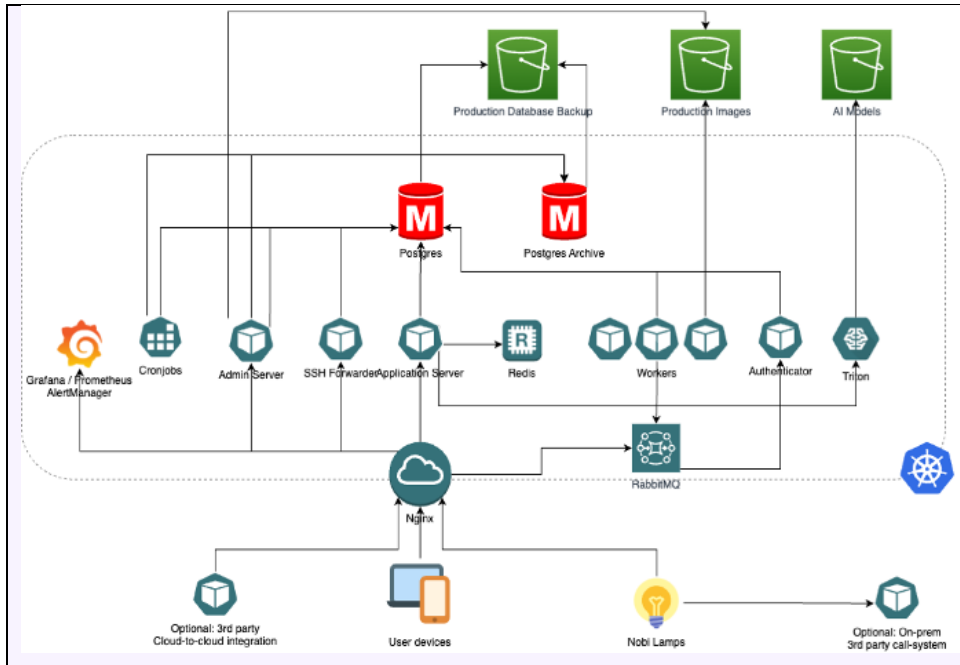 Production Database Backup
Production Images
AI Models
M
M
Postgres
Postgres Archive
R
Grafana / Prometheus
AlertManager
Cronjobs
Admin Server
SSH Forwarder
Application Server
Redis
Workers
Authenticator
Triton
RabbitMQ
Nginx
Optional: 3rd party
Cloud-to-cloud integration
User devices
Nobi Lamps
Optional: On-prem
3rd party call-system